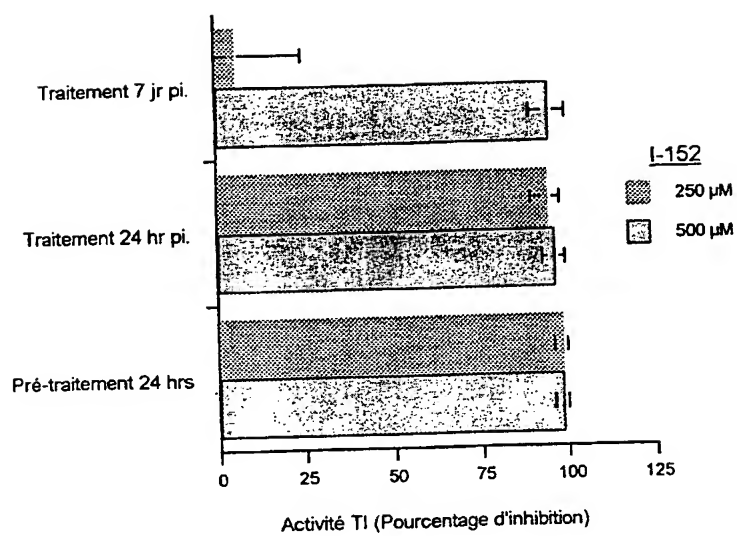 Traitement 7 jr pi.
I-152
250 µM
500 µM
Traitement 24 hr pi.
Pré-traitement 24 hrs
0 25 50 75 100 125
Activité TI (Pourcentage d'inhibition)